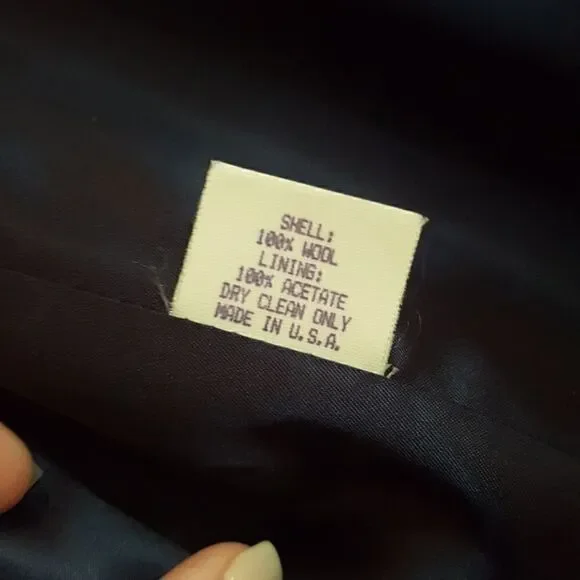 SHELL:
100% WOOL
LINING:
100% ACETATE
DRY CLEAN ONLY
MADE IN U.S.A.